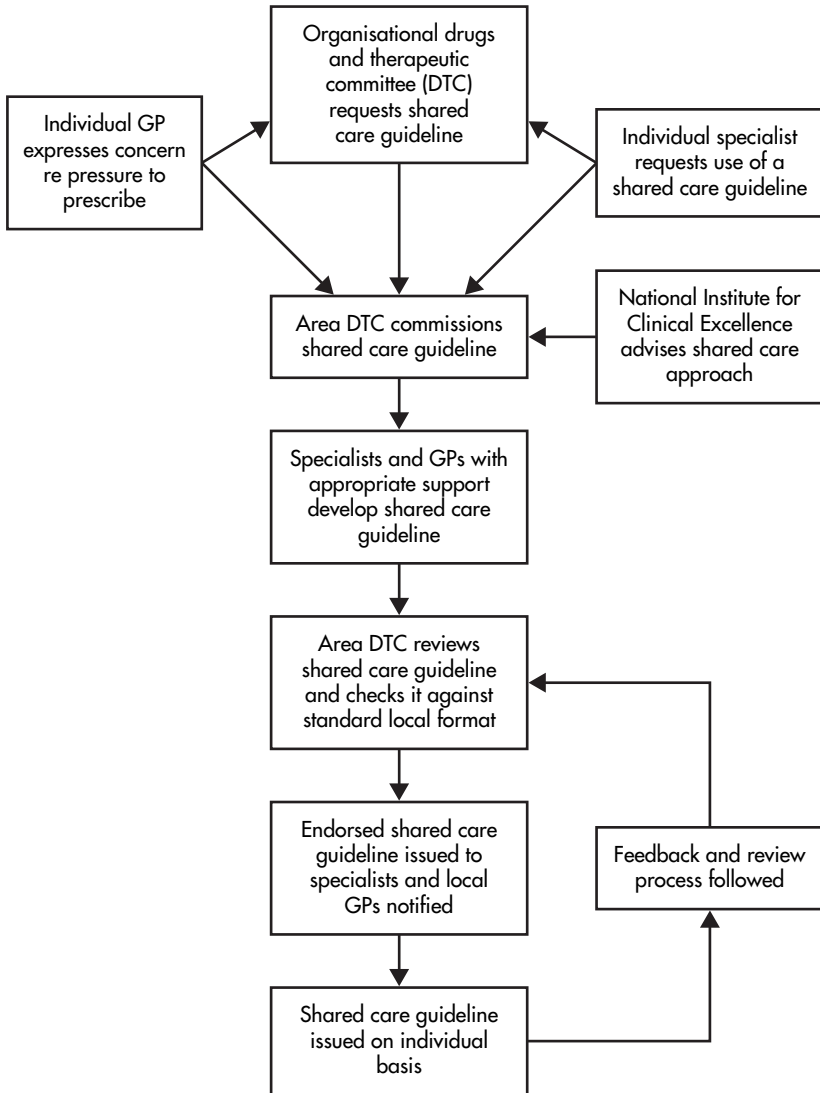 Organisational drugs
and therapeutic
committee (DTC)
requests shared
care guideline
Individual GP
expresses concern
re pressure to
prescribe
Individual specialist
requests use of a
shared care guideline
Area DTC commissions
shared care guideline
National Institute for
Clinical Excellence
advises shared care
approach
Specialists and GPs with
appropriate support
develop shared care
guideline
Area DTC reviews
shared care guideline
and checks it against
standard local format
Endorsed shared care
guideline issued to
specialists and local
GPs notified
Feedback and review
process followed
Shared care guideline
issued on individual
basis